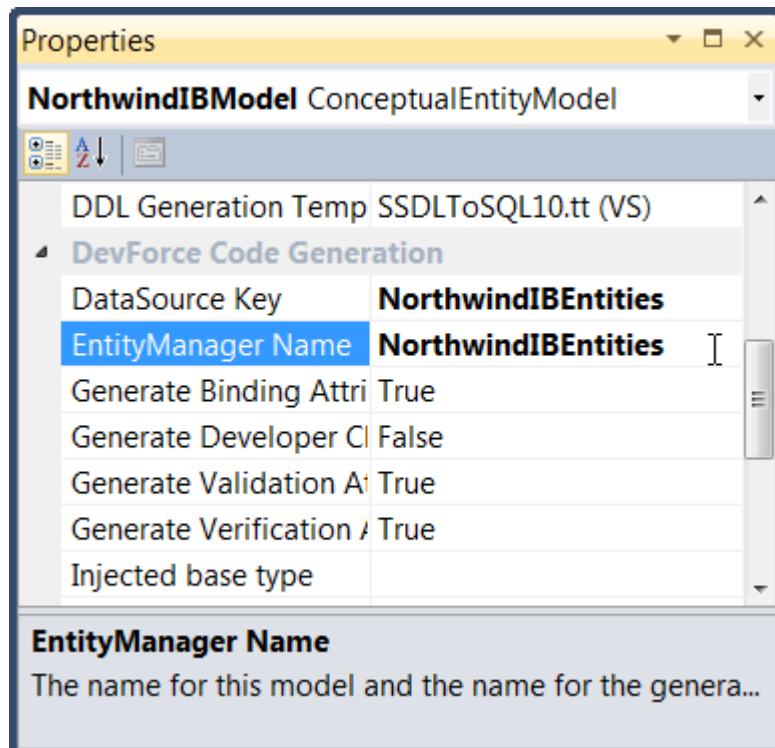 Properties
NorthwindIBModel ConceptualEntityModel
DDL Generation Temp SSDLToSQL10.tt (VS)
DevForce Code Generation
DataSource Key NorthwindIBEntities
EntityManager Name NorthwindIBEntities
Generate Binding Attri True
Generate Developer Cl False
Generate Validation At True
Generate Verification A True
Injected base type
EntityManager Name
The name for this model and the name for the genera...